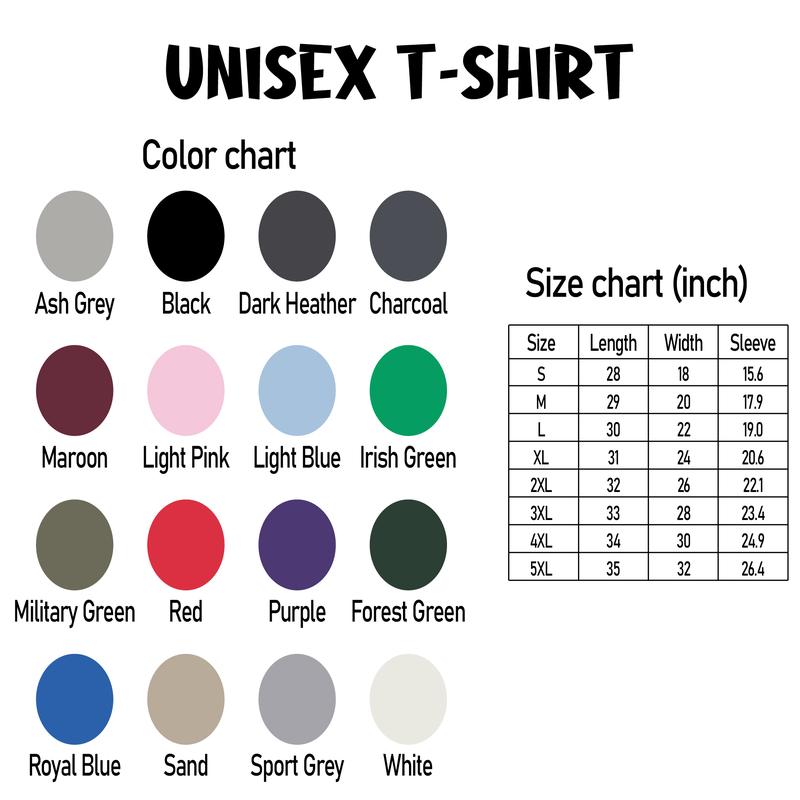 UNISEX T-SHIRT
Color chart
Ash Grey Black Dark Heather Charcoal
Maroon Light Pink Light Blue Irish Green
Military Green Red Purple Forest Green
Royal Blue Sand Sport Grey White
Size chart (inch)
Size Length Width Sleeve
S 28 18 15.6
M 29 20 17.9
L 30 22 19.0
XL 31 24 20.6
2XL 32 26 22.1
3XL 33 28 23.4
4XL 34 30 24.9
5XL 35 32 26.4